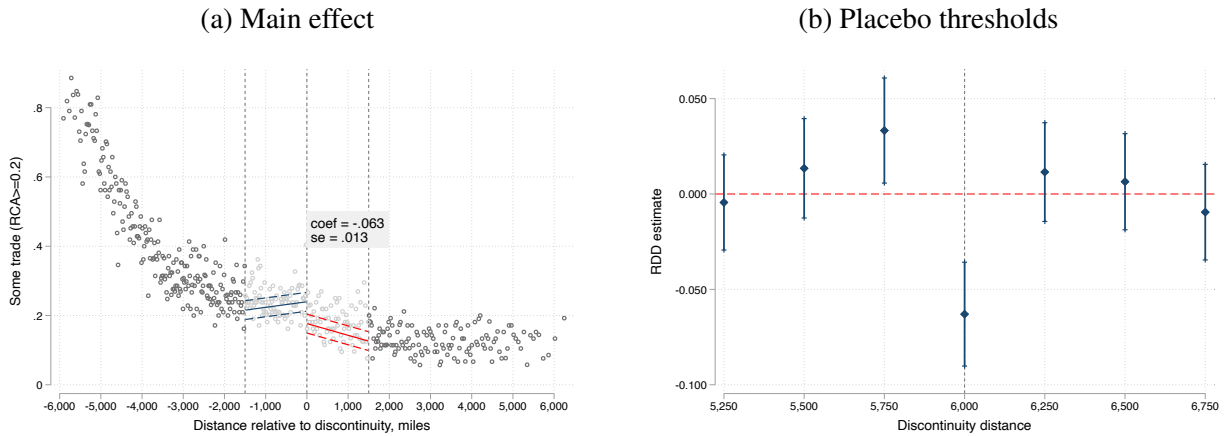 (a) Main effect
.8
.6
.4
.2
0
Some trade (RCA>=0.2)
coef = -.063
se = .013
-6,000 -5,000 -4,000 -3,000 -2,000 -1,000 0 1,000 2,000 3,000 4,000 5,000 6,000
Distance relative to discontinuity, miles
(b) Placebo thresholds
0.050
0.000
-0.050
-0.100
RDD estimate
5,250 5,500 5,750 6,000 6,250 6,500 6,750
Discontinuity distance